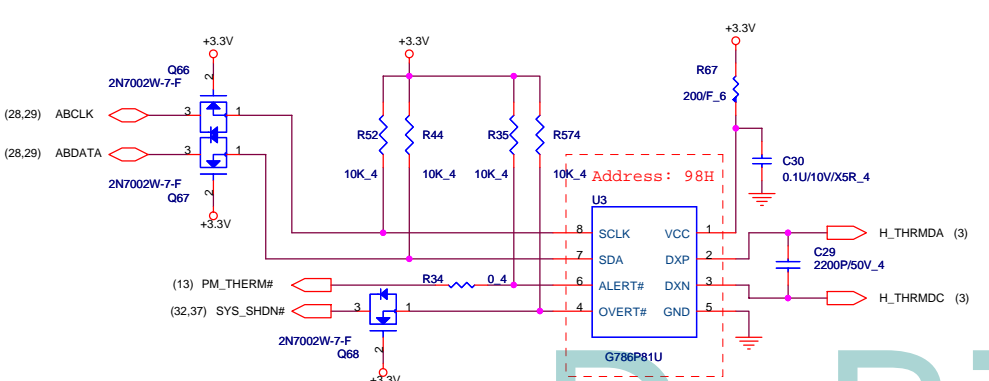 +3.3V
+3.3V
+3.3V
Q66
2N7002W-7-F
2
R67
200/F_6
(28,29) ABCLK
3
1
R52
R44
R35
R574
(28,29) ABDATA
3
1
C30
0.1U/10V/X5R_4
10K_4
10K_4
10K_4
10K_4
Address: 98H
2N7002W-7-F
Q67
2
+3.3V
U3
8 SCLK
VCC 1
H_THRMDA (3)
7 SDA
DXP 2
C29
2200P/50V_4
(13) PM_THERM#
R34
0_4
6 ALERT#
DXN 3
H_THRMDC (3)
(32,37) SYS_SHDN#
3
1
4 OVERT#
GND 5
2N7002W-7-F
Q68
2
G786P81U
+3.3V